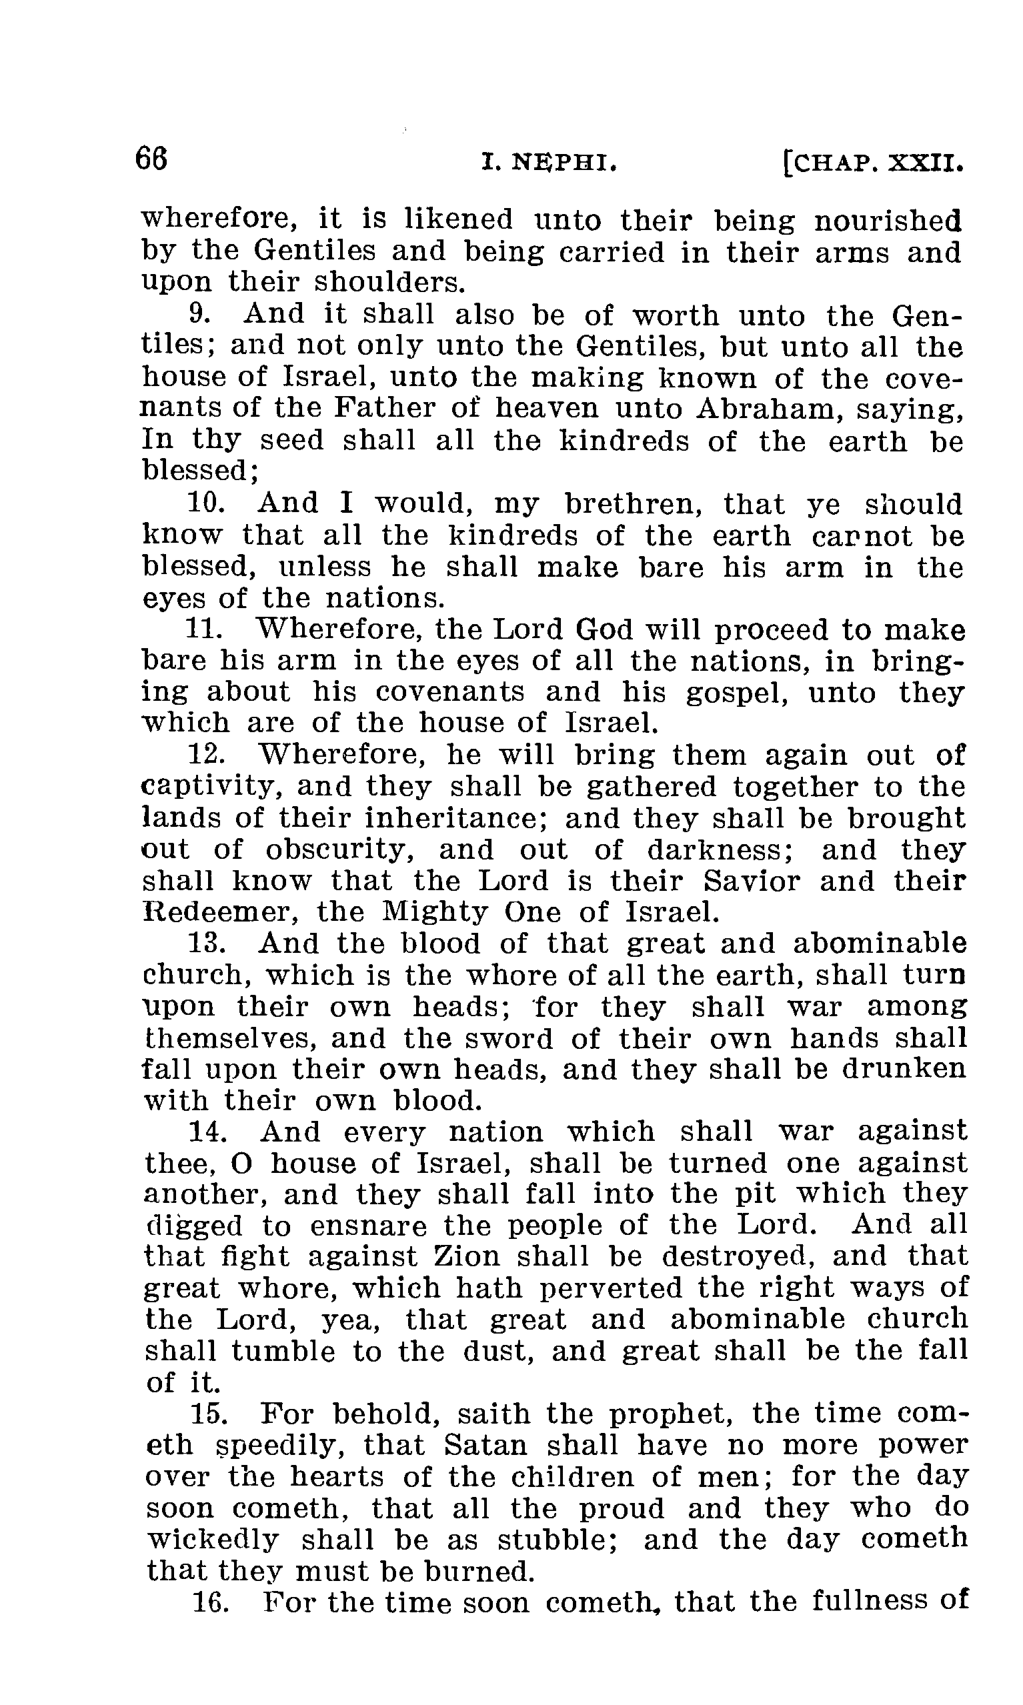 66 I. NEPHI. [CHAP. XXII.
wherefore, it is likened unto their being nourished
by the Gentiles and being carried in their arms and
upon their shoulders.
9. And it shall also be of worth unto the Gen-
tiles; and not only unto the Gentiles, but unto all the
house of Israel, unto the making known of the cove-
nants of the Father of heaven unto Abraham, saying,
In thy seed shall all the kindreds of the earth be
blessed;
10. And I would, my brethren, that ye should
know that all the kindreds of the earth cannot be
blessed, unless he shall make bare his arm in the
eyes of the nations.
11. Wherefore, the Lord God will proceed to make
bare his arm in the eyes of all the nations, in bring-
ing about his covenants and his gospel, unto they
which are of the house of Israel.
12. Wherefore, he will bring them again out of
captivity, and they shall be gathered together to the
lands of their inheritance; and they shall be brought
out of obscurity, and out of darkness; and they
shall know that the Lord is their Savior and their
Redeemer, the Mighty One of Israel.
13. And the blood of that great and abominable
church, which is the whore of all the earth, shall turn
upon their own heads; for they shall war among
themselves, and the sword of their own hands shall
fall upon their own heads, and they shall be drunken
with their own blood.
14. And every nation which shall war against
thee, O house of Israel, shall be turned one against
another, and they shall fall into the pit which they
digged to ensnare the people of the Lord. And all
that fight against Zion shall be destroyed, and that
great whore, which hath perverted the right ways of
the Lord, yea, that great and abominable church
shall tumble to the dust, and great shall be the fall
of it.
15. For behold, saith the prophet, the time com-
eth speedily, that Satan shall have no more power
over the hearts of the children of men; for the day
soon cometh, that all the proud and they who do
wickedly shall be as stubble; and the day cometh
that they must be burned.
16. For the time soon cometh, that the fullness of